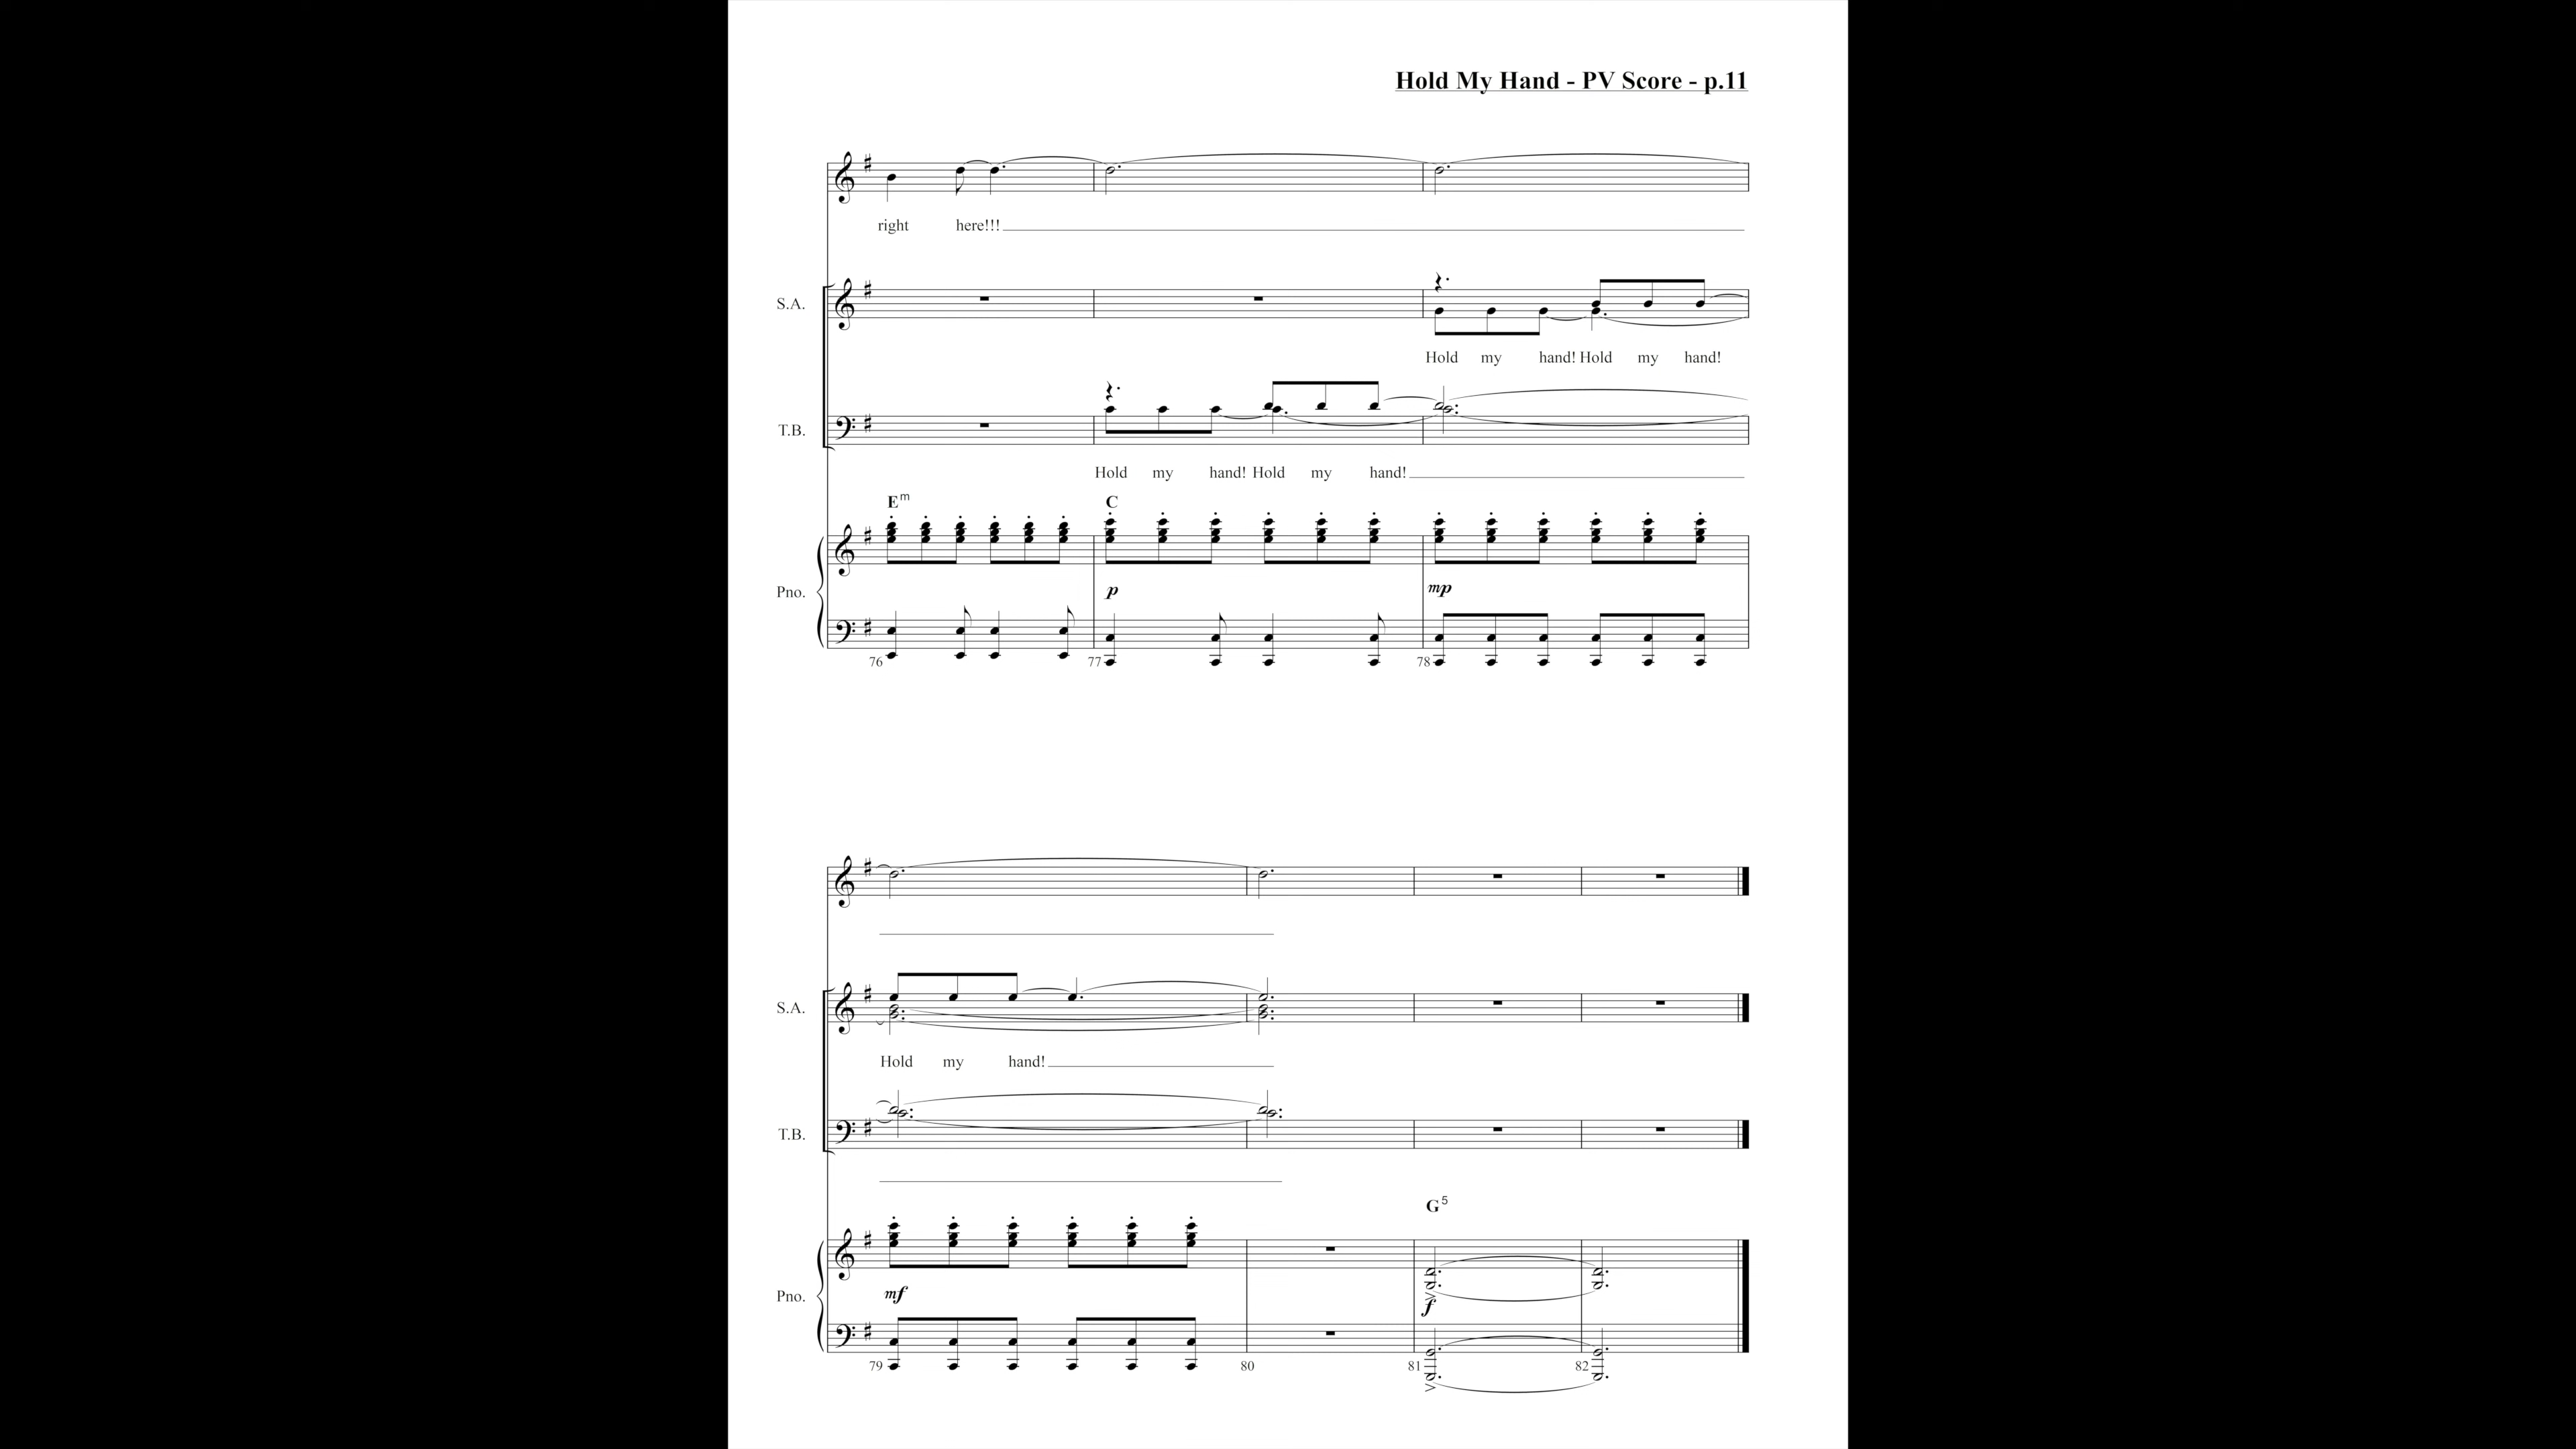 Hold My Hand - PV Score - p.11
right here!!!
S.A.
Hold my hand! Hold my hand!
T.B.
Hold my hand! Hold my hand!
Em C
p mp
Pno.
76 77 78
S.A.
Hold my hand!
T.B.
G5
mf f
Pno.
79 80 81 82